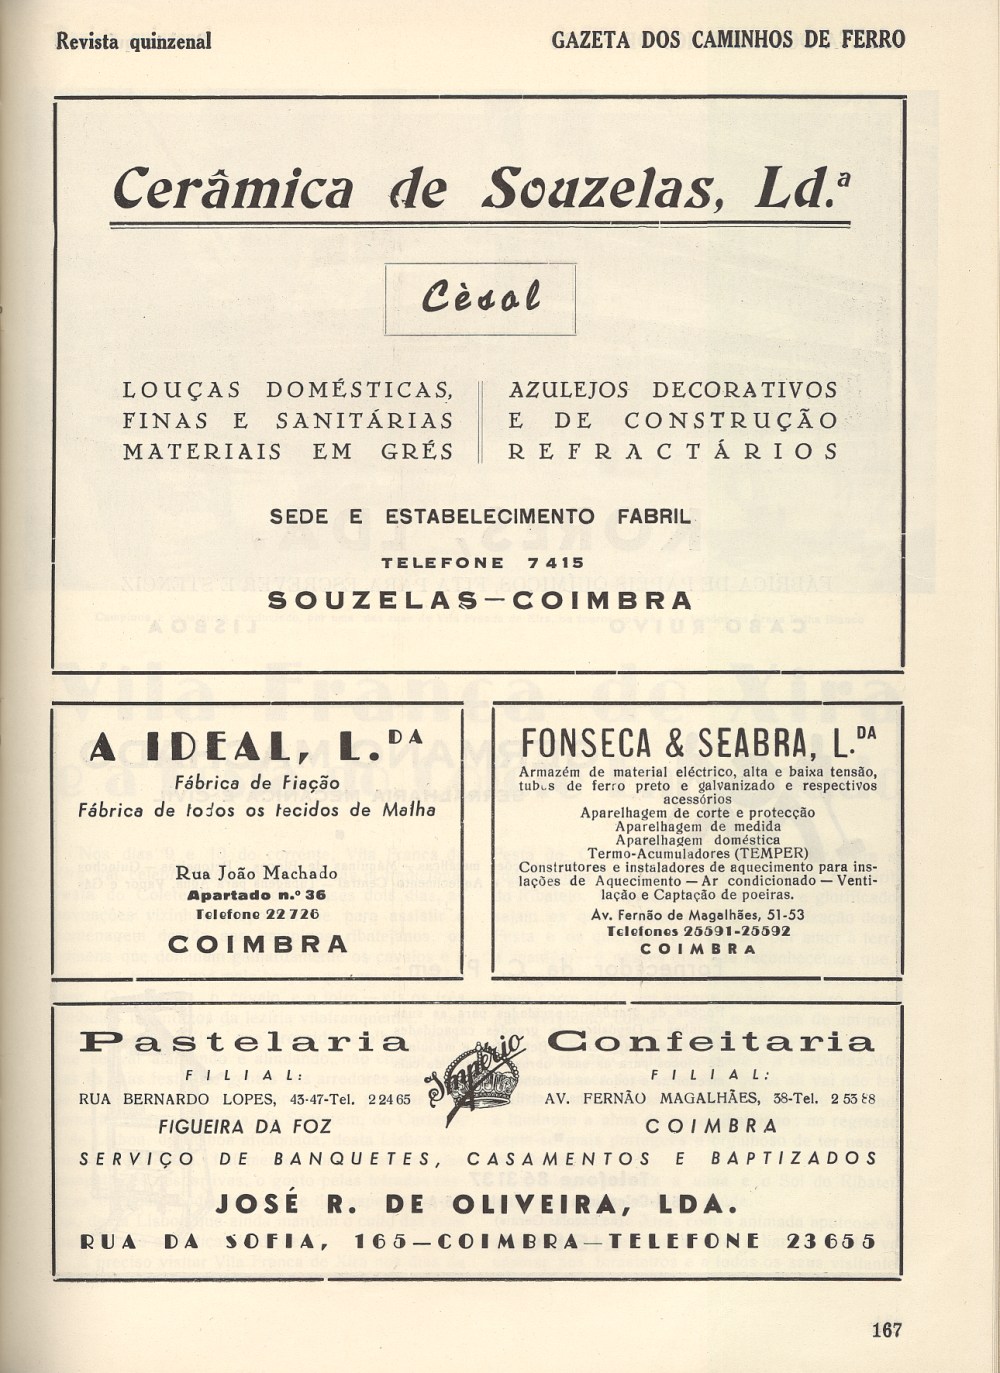 Revista quinzenal
GAZETA DOS CAMINHOS DE FERRO
Cerâmica de Souzelas, Ld.ª
Cèsol
LOUÇAS DOMÉSTICAS,
FINAS E SANITÁRIAS
MATERIAIS EM GRÉS
AZULEJOS DECORATIVOS
E DE CONSTRUÇÃO
REFRACTÁRIOS
SEDE E ESTABELECIMENTO FABRIL
TELEFONE 7415
SOUZELAS—COIMBRA
A IDEAL, L.DA
Fábrica de Fiação
Fábrica de todos os tecidos de Malha
Rua João Machado
Apartado n.º 36
Telefone 22726
COIMBRA
FONSECA & SEABRA, L.DA
Armazém de material eléctrico, alta e baixa tensão,
tubos de ferro preto e galvanizado e respectivos
acessórios
Aparelhagem de corte e protecção
Aparelhagem de medida
Aparelhagem doméstica
Termo-Acumuladores (TEMPER)
Construtores e instaladores de aquecimento para ins-
lações de Aquecimento — Ar condicionado — Venti-
lação e Captação de poeiras.
Av. Fernão de Magalhães, 51-53
Telefones 25591-25592
COIMBRA
Pastelaria
FILIAL:
RUA BERNARDO LOPES, 43-47-Tel. 22465
FIGUEIRA DA FOZ
Império
Confeitaria
FILIAL:
AV. FERNÃO MAGALHÃES, 38-Tel. 25388
COIMBRA
SERVIÇO DE BANQUETES, CASAMENTOS E BAPTIZADOS
JOSÉ R. DE OLIVEIRA, LDA.
RUA DA SOFIA, 165—COIMBRA—TELEFONE 23655
167